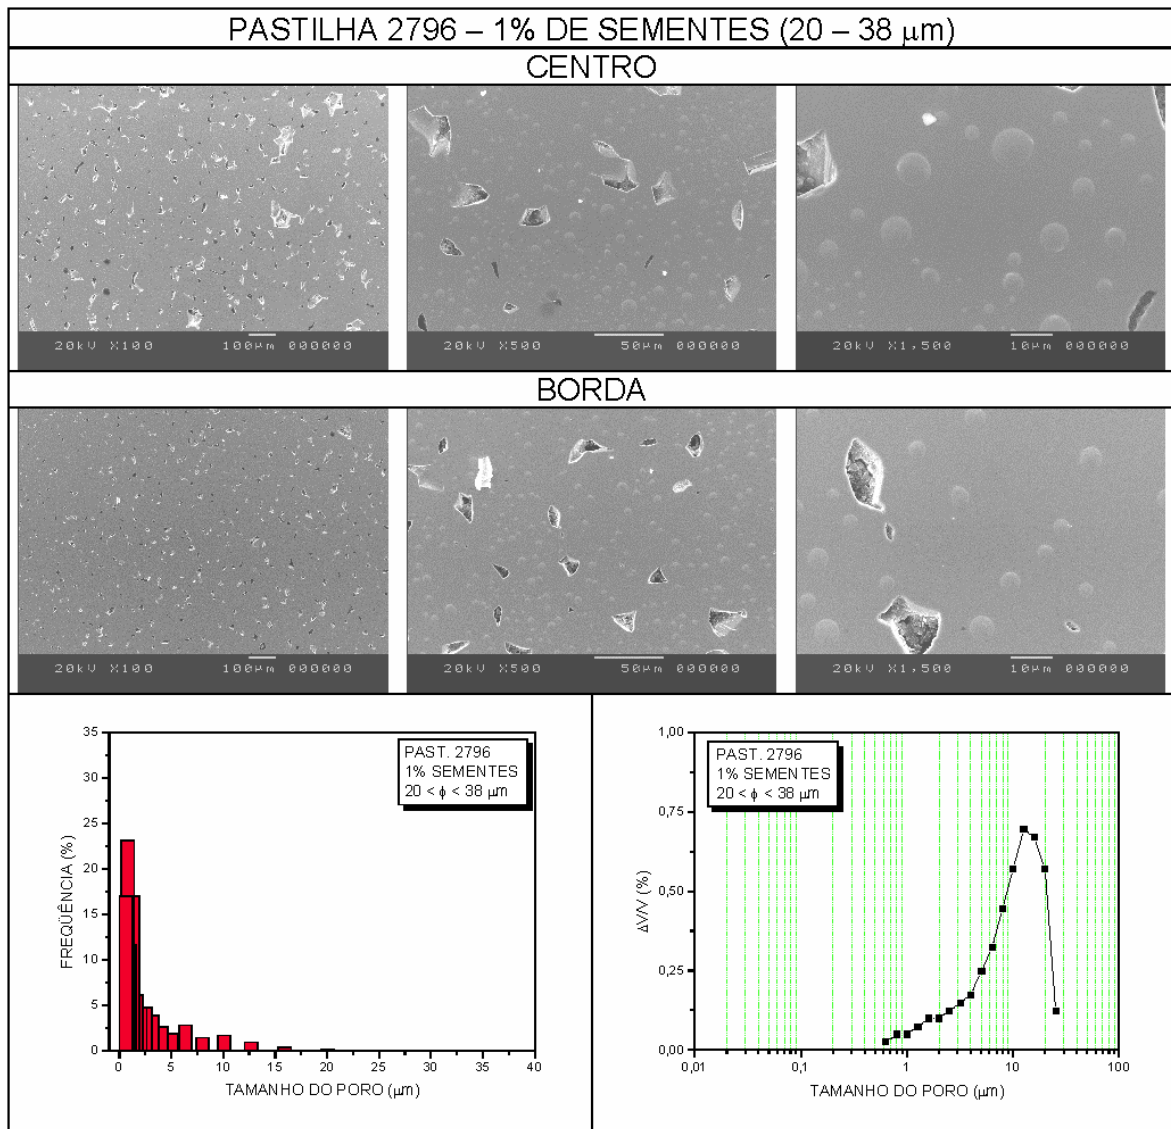 PASTILHA 2796 – 1% DE SEMENTES (20 – 38 μm)
CENTRO
20kV X100 100μm 000000
20kV X500 50μm 000000
20kV X1,500 10μm 000000
BORDA
20kV X100 100μm 000000
20kV X500 50μm 000000
20kV X1,500 10μm 000000
FREQÜÊNCIA (%)
35
30
25
20
15
10
5
0
PAST. 2796
1% SEMENTES
20 < ϕ < 38 μm
0 5 10 15 20 25 30 35 40
TAMANHO DO PORO (μm)
ΔV/V (%)
1,00
0,75
0,50
0,25
0,00
PAST. 2796
1% SEMENTES
20 < ϕ < 38 μm
0,01 0,1 1 10 100
TAMANHO DO PORO (μm)